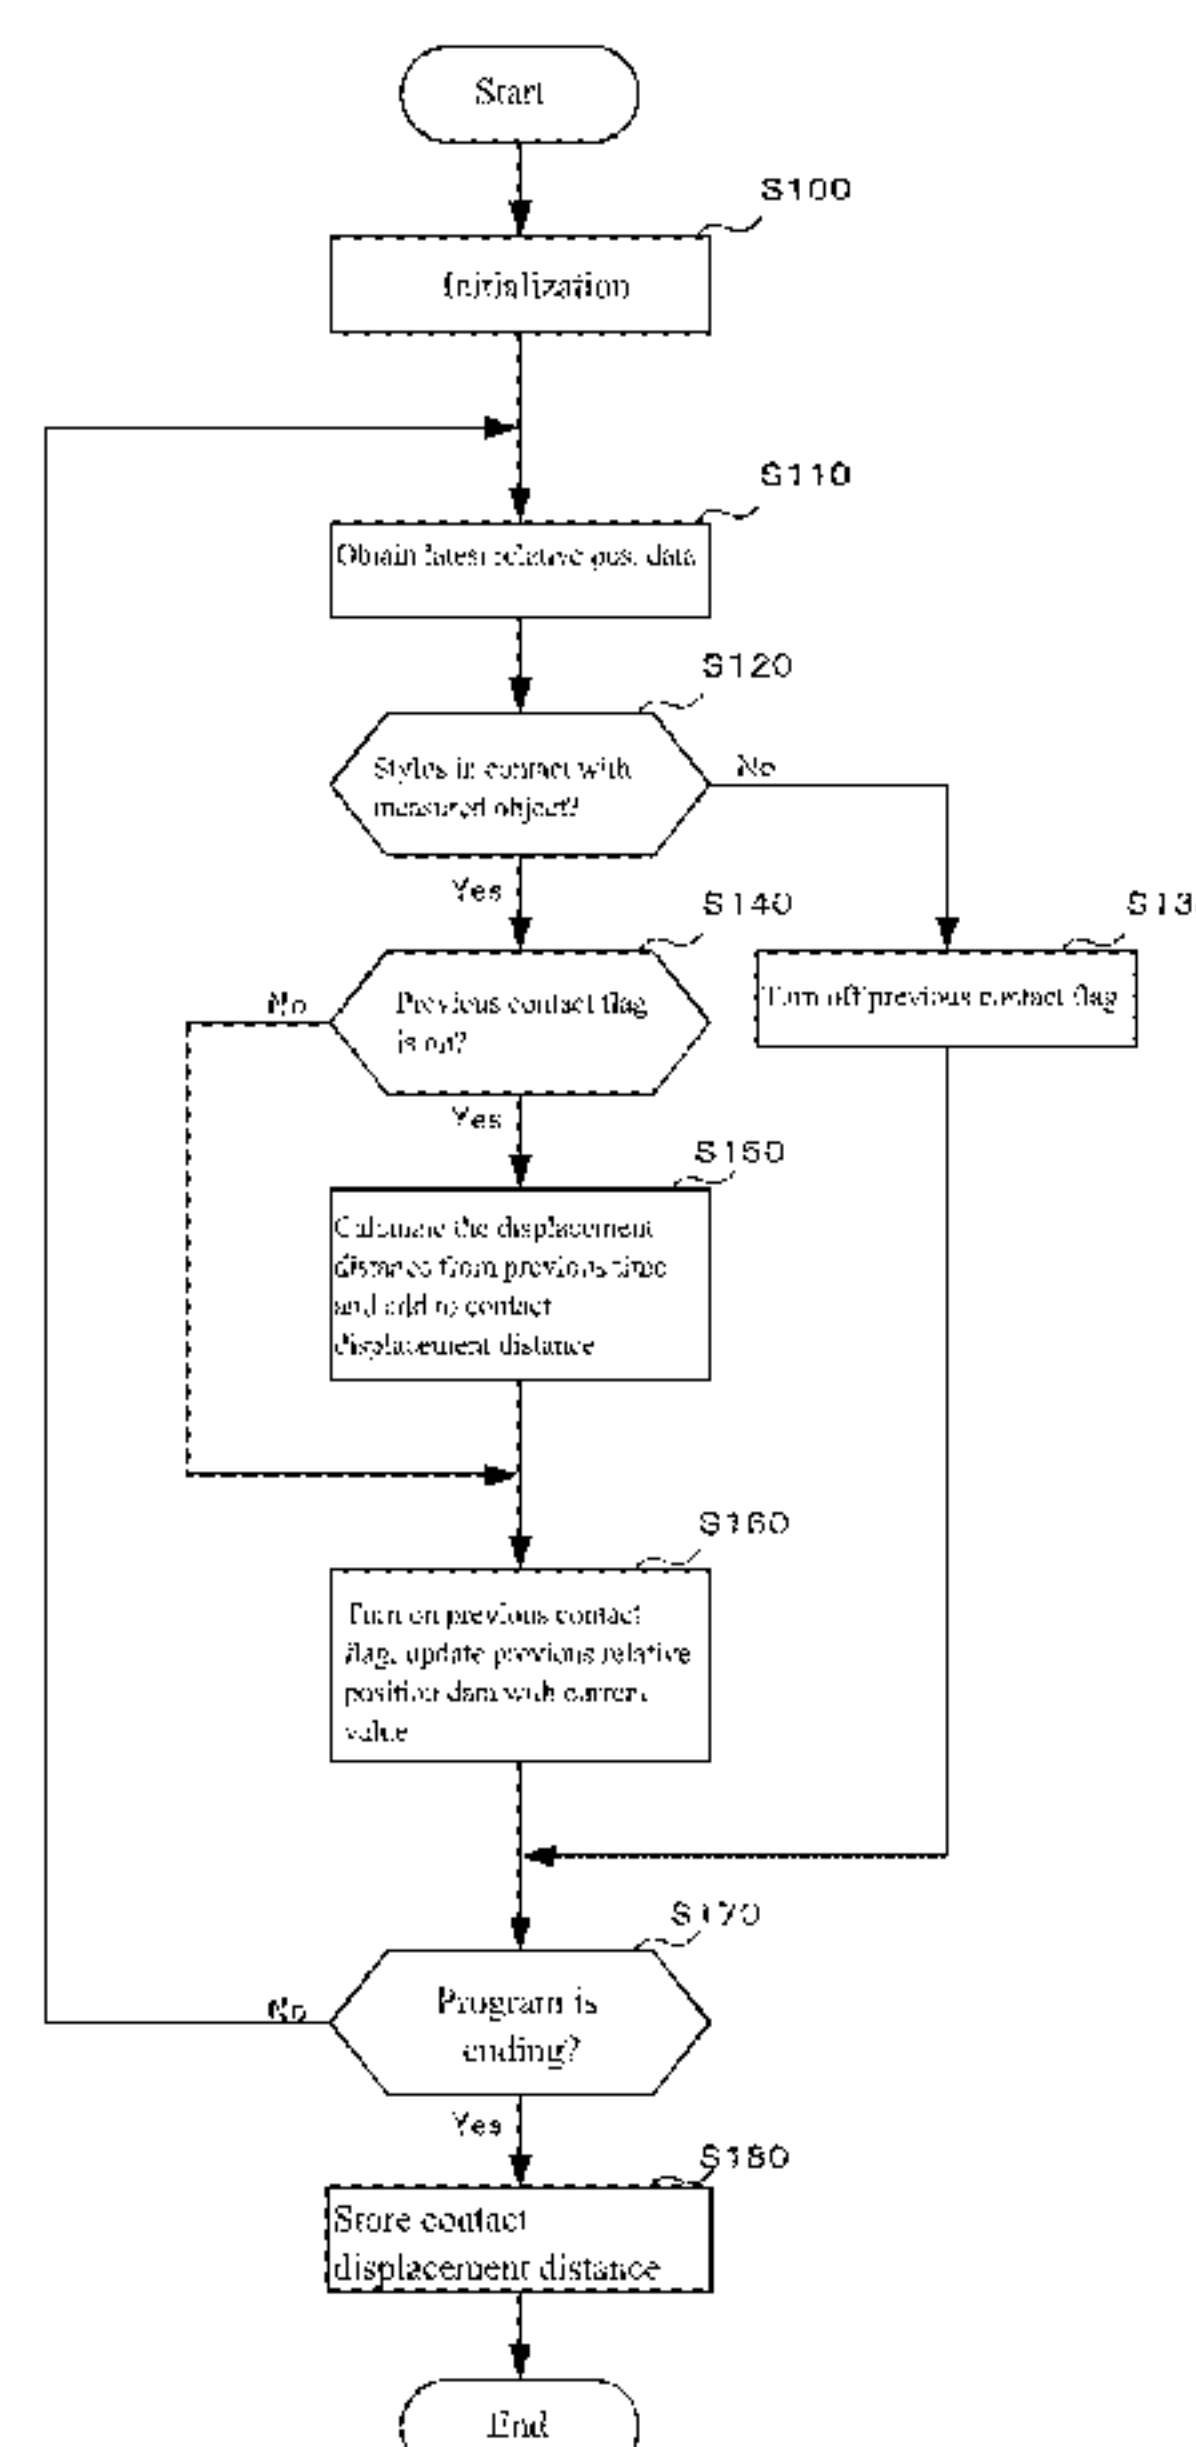 Start
S100
Initialization
S110
Obtain latest relative pos. data
S120
Stylus in contact with
measured object?
No
Yes
S140
S13
Previous contact flag
is on?
No
Turn off previous contact flag
Yes
S150
Calculate the displacement
distance from previous time
and add to contact
displacement distance
S160
Turn on previous contact
flag, update previous relative
position data with current
value
S170
Program is
ending?
No
Yes
S180
Store contact
displacement distance
End